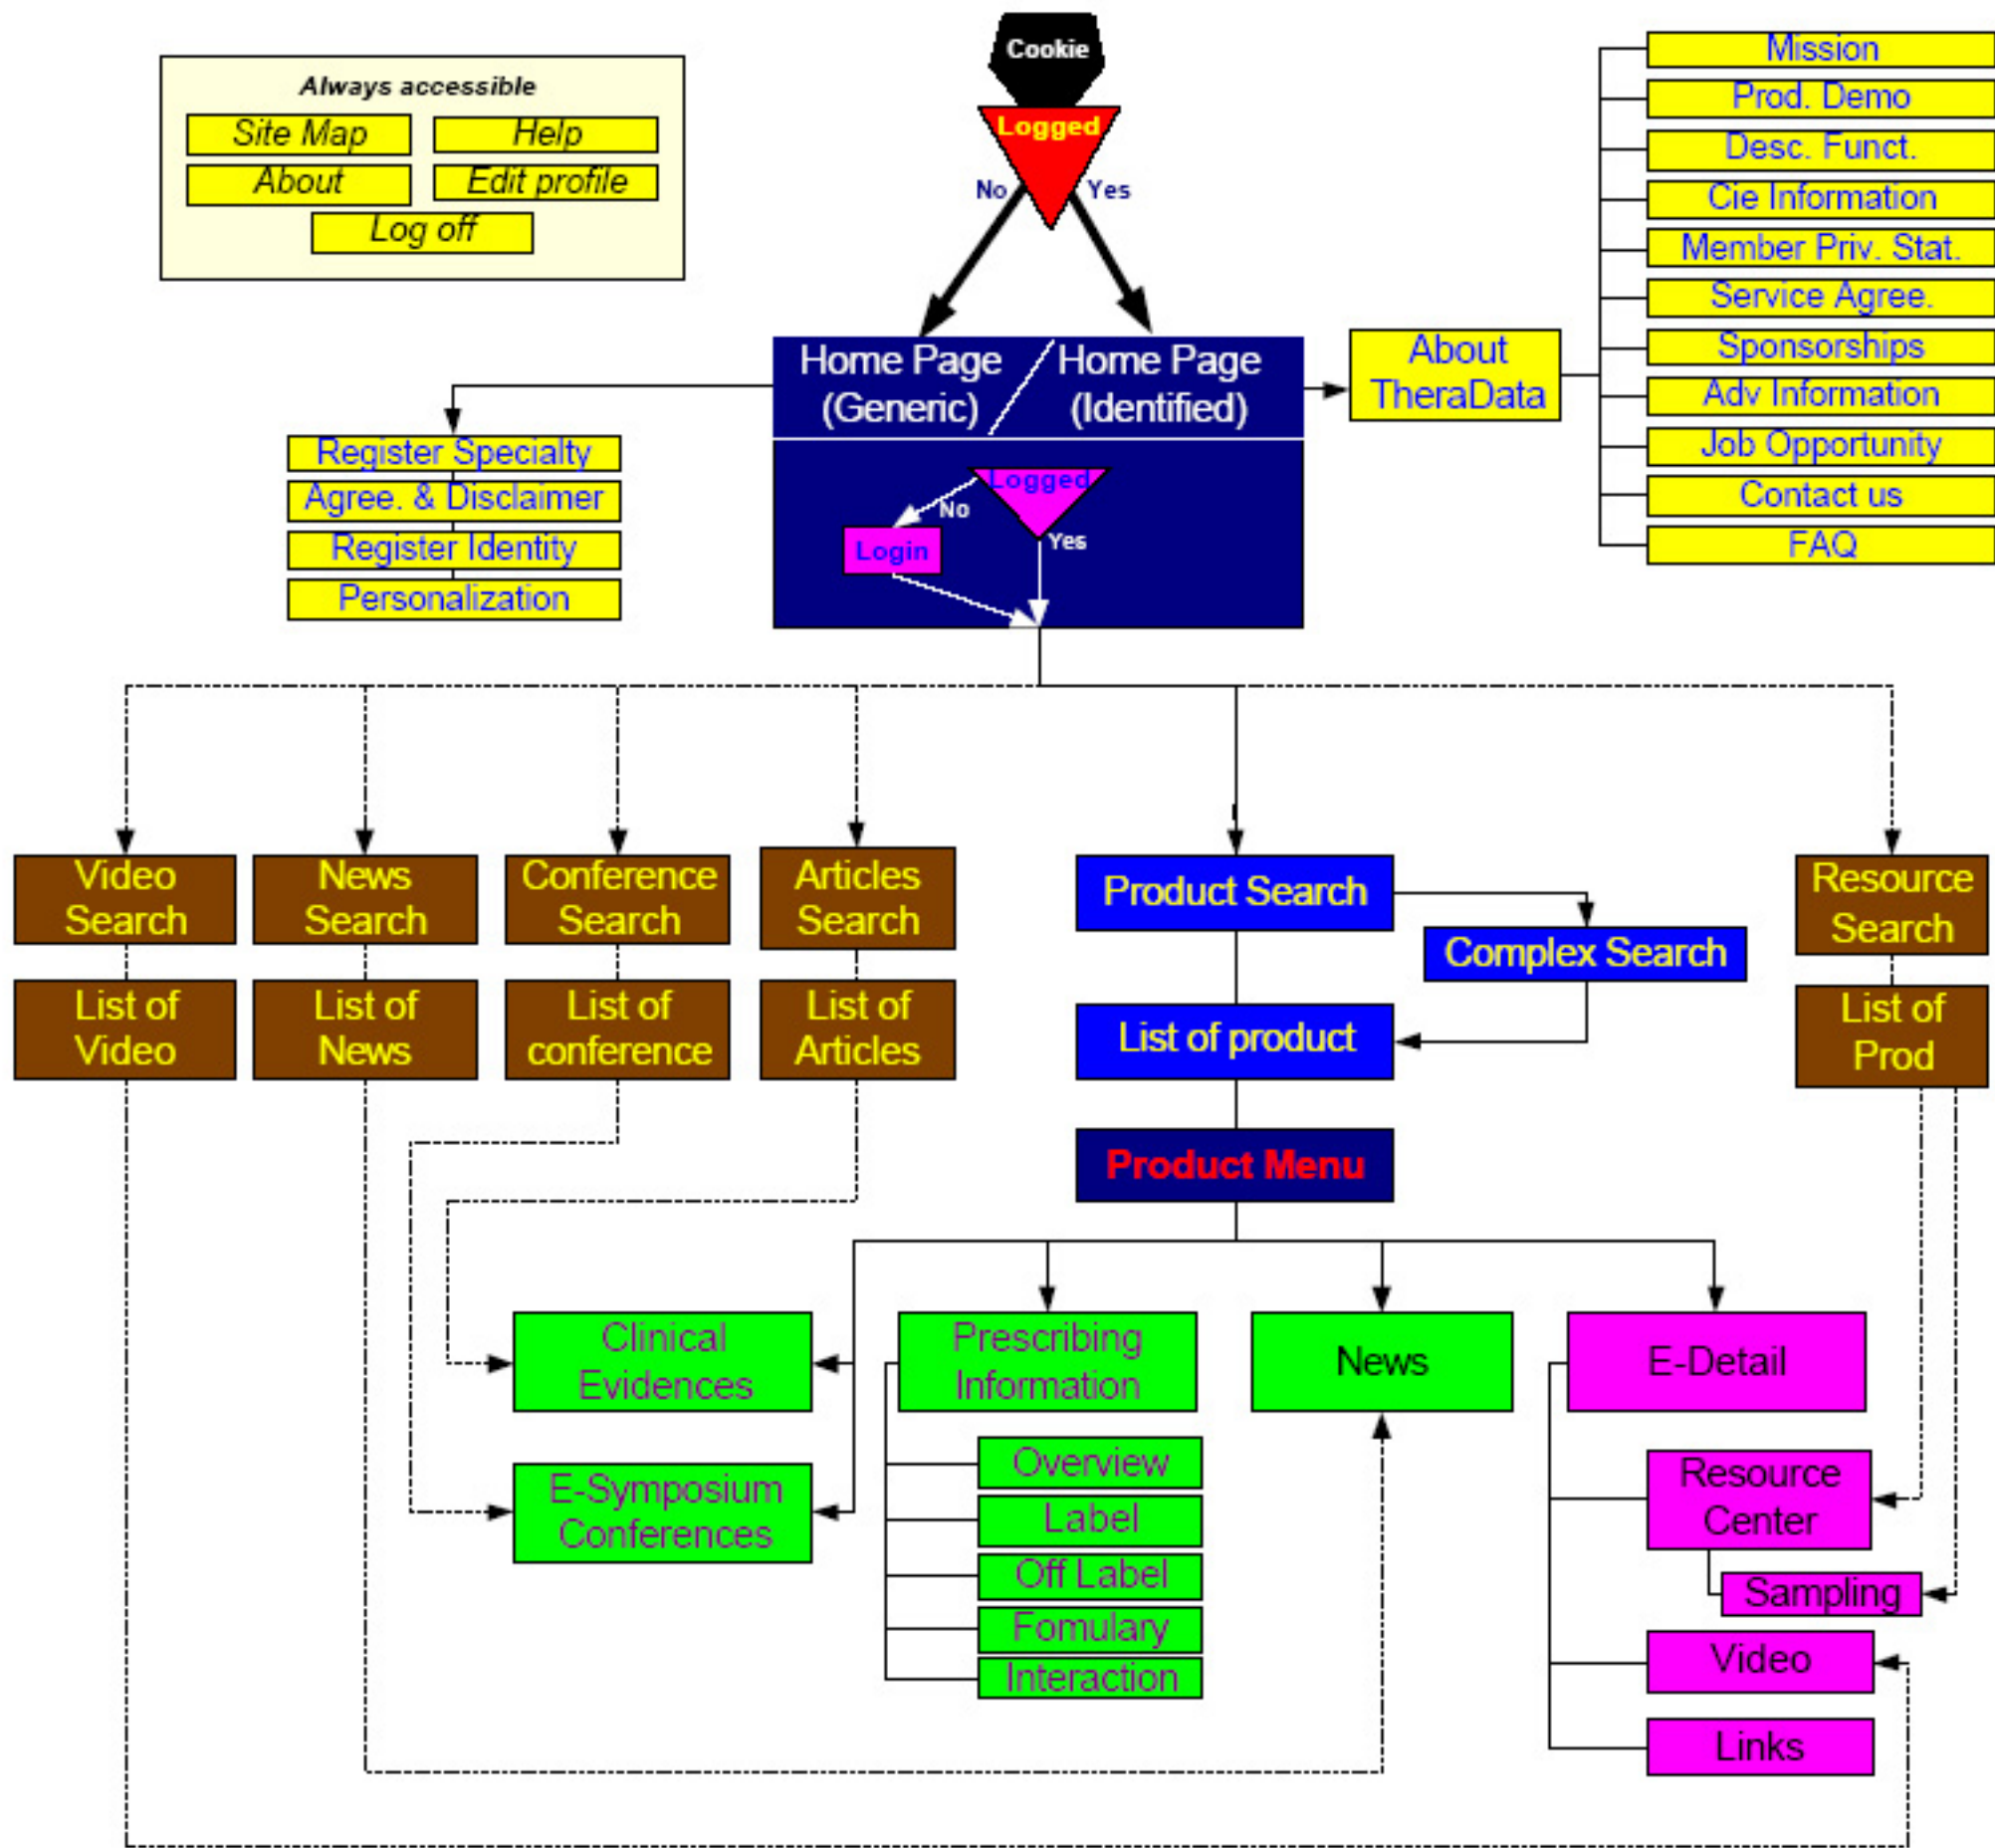 Cookie
Logged
No
Yes
Always accessible
Site Map
Help
About
Edit profile
Log off
Mission
Prod. Demo
Desc. Funct.
Cie Information
Member Priv. Stat.
Service Agree.
Sponsorships
Adv Information
Job Opportunity
Contact us
FAQ
Home Page
(Generic)
Home Page
(Identified)
About
TheraData
Register Specialty
Agree. & Disclaimer
Register Identity
Personalization
Logged
No
Yes
Login
Video
Search
News
Search
Conference
Search
Articles
Search
Product Search
Complex Search
Resource
Search
List of
Video
List of
News
List of
conference
List of
Articles
List of product
List of
Prod
Product Menu
Clinical
Evidences
Prescribing
Information
News
E-Detail
E-Symposium
Conferences
Overview
Label
Off Label
Fomulary
Interaction
Resource
Center
Sampling
Video
Links